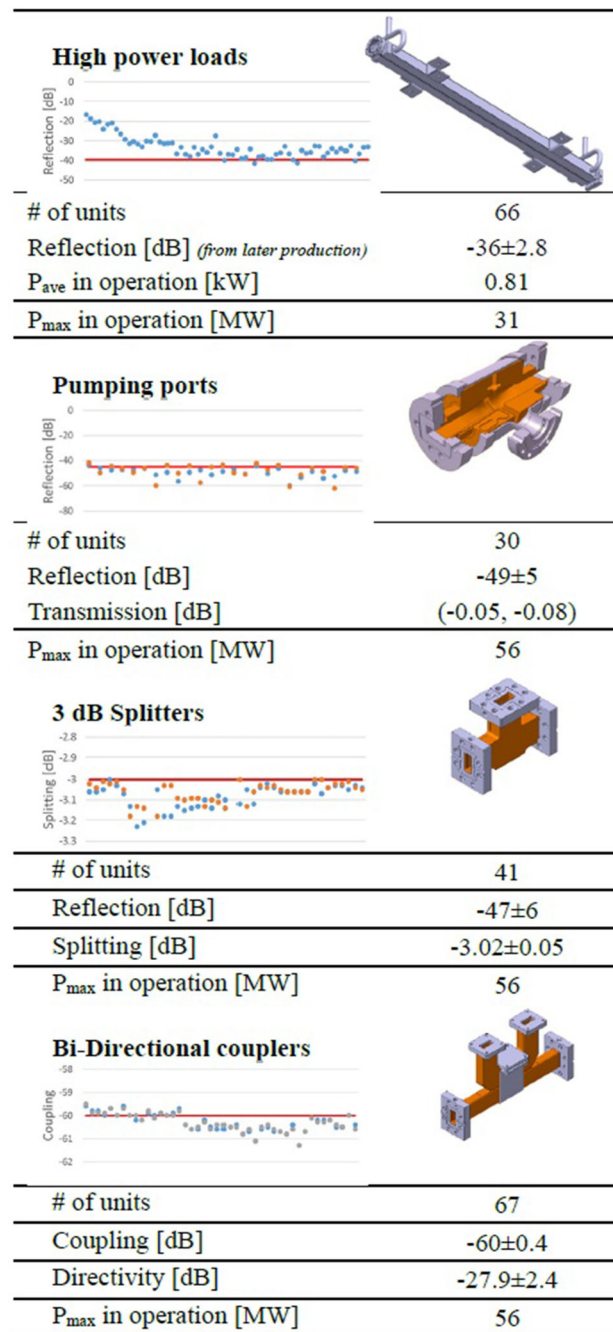 High power loads
0
-10
-20
-30
-40
-50
Reflection [dB]
# of units 66
Reflection [dB] (from later production) -36±2.8
Pave in operation [kW] 0.81
Pmax in operation [MW] 31
Pumping ports
0
-20
-40
-60
-80
Reflection [dB]
# of units 30
Reflection [dB] -49±5
Transmission [dB] (-0.05, -0.08)
Pmax in operation [MW] 56
3 dB Splitters
-2.8
-2.9
-3
-3.1
-3.2
-3.3
Splitting [dB]
# of units 41
Reflection [dB] -47±6
Splitting [dB] -3.02±0.05
Pmax in operation [MW] 56
Bi-Directional couplers
-58
-59
-60
-61
-62
Coupling
# of units 67
Coupling [dB] -60±0.4
Directivity [dB] -27.9±2.4
Pmax in operation [MW] 56